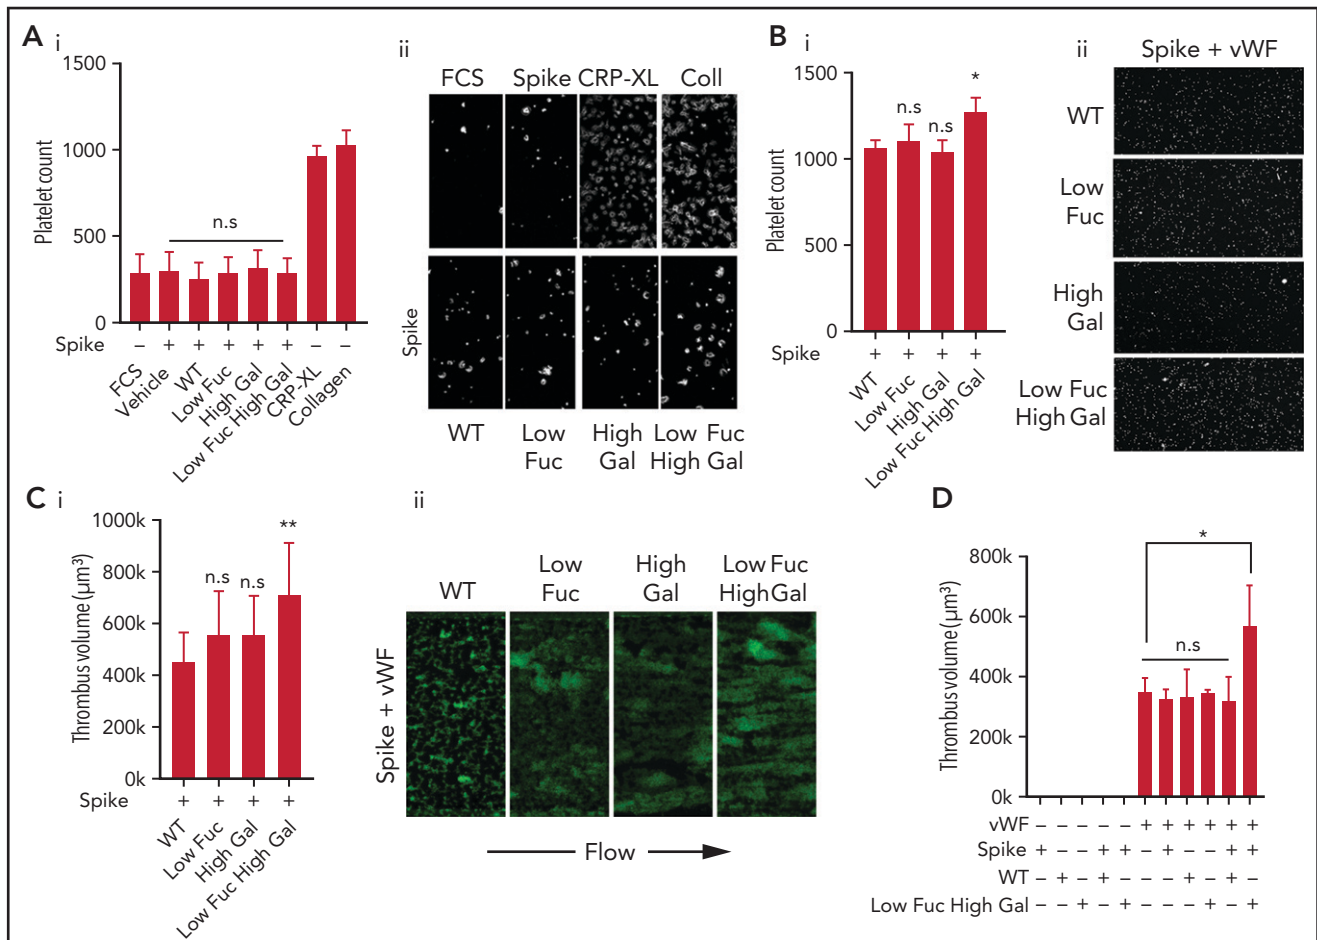 A i
1500
1000
500
0
Platelet count
n.s
Spike − + + + + + − −
FCS
Vehicle
WT
Low Fuc
High Gal
Low Fuc High Gal
CRP-XL
Collagen
ii
FCS Spike CRP-XL Coll
Spike
WT Low Fuc High Gal Low Fuc High Gal
B i
1500
1000
500
0
Platelet count
n.s n.s *
Spike + + + +
WT
Low Fuc
High Gal
Low Fuc High Gal
ii Spike + vWF
WT
Low
Fuc
High
Gal
Low Fuc
High Gal
C i
1000k
800k
600k
400k
200k
0k
Thrombus volume (µm³)
n.s n.s **
Spike + + + +
WT
Low Fuc
High Gal
Low Fuc High Gal
ii
WT Low Fuc High Gal Low Fuc High Gal
Spike + vWF
Flow
D
800k
600k
400k
200k
0k
Thrombus volume (µm³)
*
n.s
vWF − − − − − + + + + + +
Spike + − − + + − + − − + +
WT − + − + − − − + − + −
Low Fuc High Gal − − + − + − − − + − +